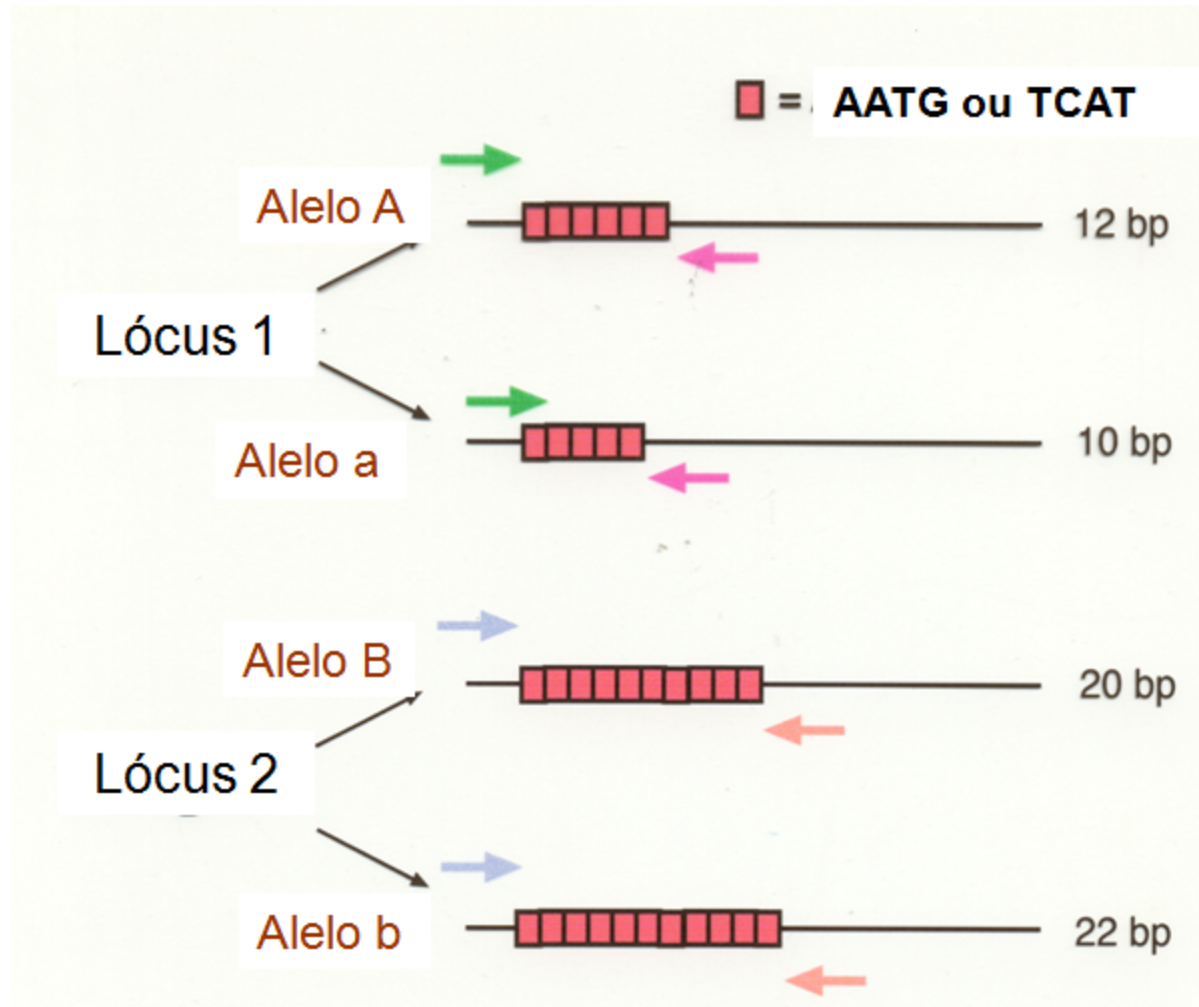 = AATG ou TCAT
Alelo A
12 bp
Lócus 1
Alelo a
10 bp
Alelo B
20 bp
Lócus 2
Alelo b
22 bp